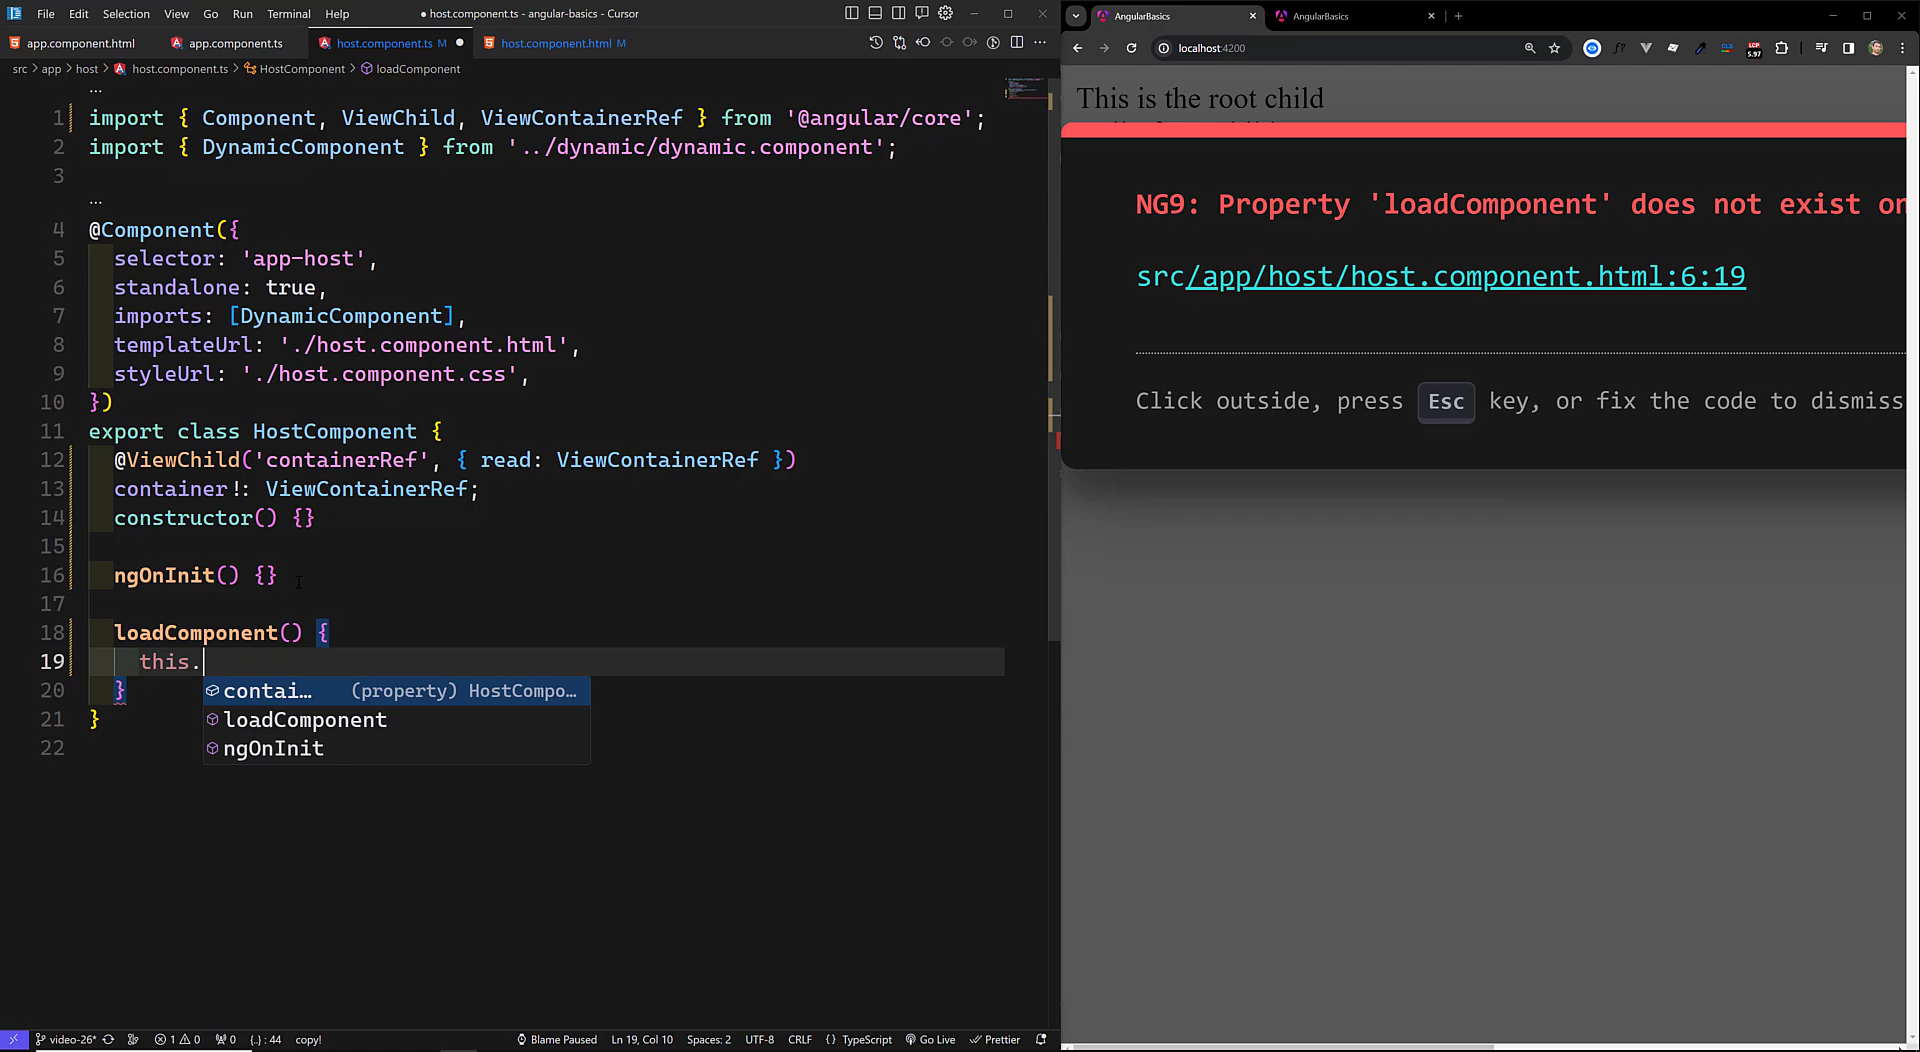 File Edit Selection View Go Run Terminal Help
● host.component.ts - angular-basics - Cursor
app.component.html
app.component.ts
host.component.ts M ●
host.component.html M
src > app > host > host.component.ts > HostComponent > loadComponent
...
1 import { Component, ViewChild, ViewContainerRef } from '@angular/core';
2 import { DynamicComponent } from '../dynamic/dynamic.component';
3
...
4 @Component({
5 selector: 'app-host',
6 standalone: true,
7 imports: [DynamicComponent],
8 templateUrl: './host.component.html',
9 styleUrl: './host.component.css',
10 })
11 export class HostComponent {
12 @ViewChild('containerRef', { read: ViewContainerRef })
13 container!: ViewContainerRef;
14 constructor() {}
15
16 ngOnInit() {}
17
18 loadComponent() {
19 this.
20 }
21 }
22
contai… (property) HostCompo…
loadComponent
ngOnInit
video-26* 1 0 0 {..} : 44 copy! Blame Paused Ln 19, Col 10 Spaces: 2 UTF-8 CRLF {} TypeScript Go Live Prettier
AngularBasics
AngularBasics
localhost:4200
CLS
LCP
5.97
This is the root child
NG9: Property 'loadComponent' does not exist on
src/app/host/host.component.html:6:19
Click outside, press Esc key, or fix the code to dismiss